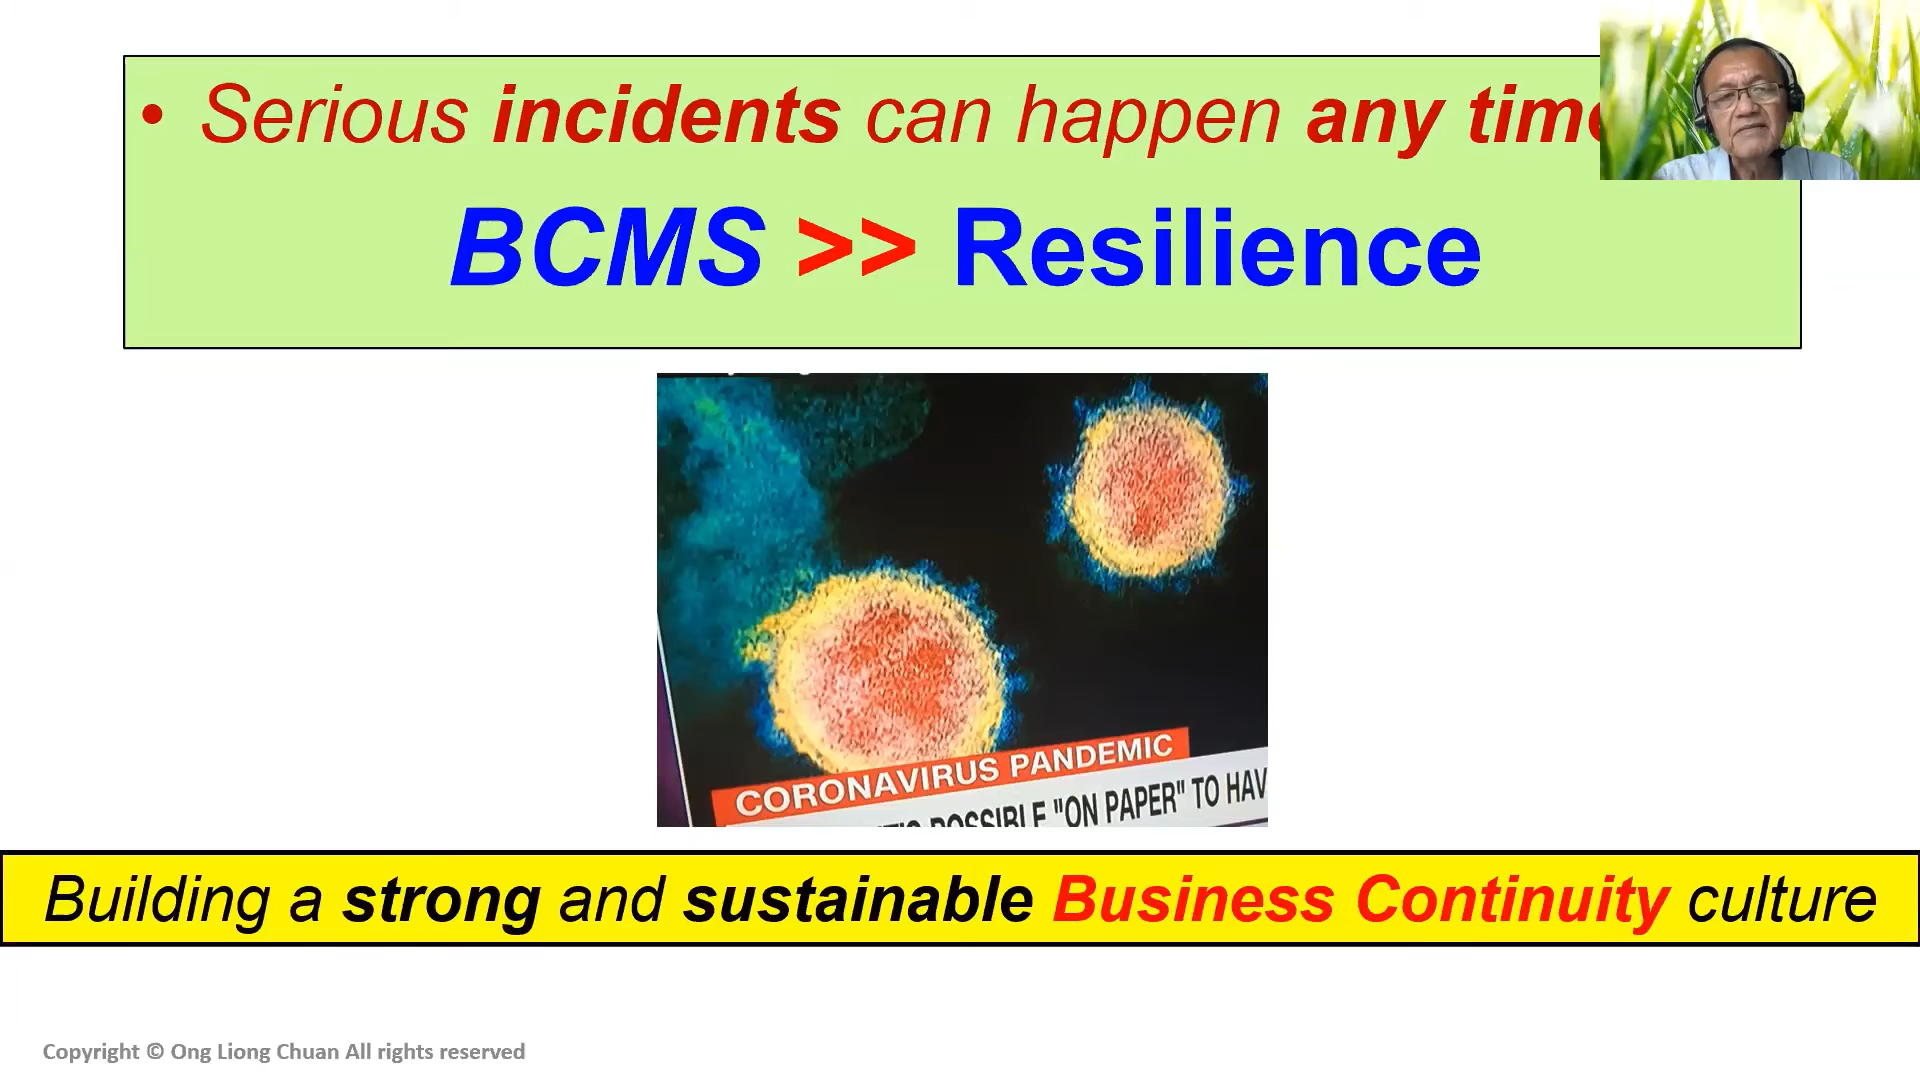 • Serious incidents can happen any time
BCMS >> Resilience
CORONAVIRUS PANDEMIC
POSSIBLE "ON PAPER" TO
Building a strong and sustainable Business Continuity culture
Copyright © Ong Liong Chuan All rights reserved